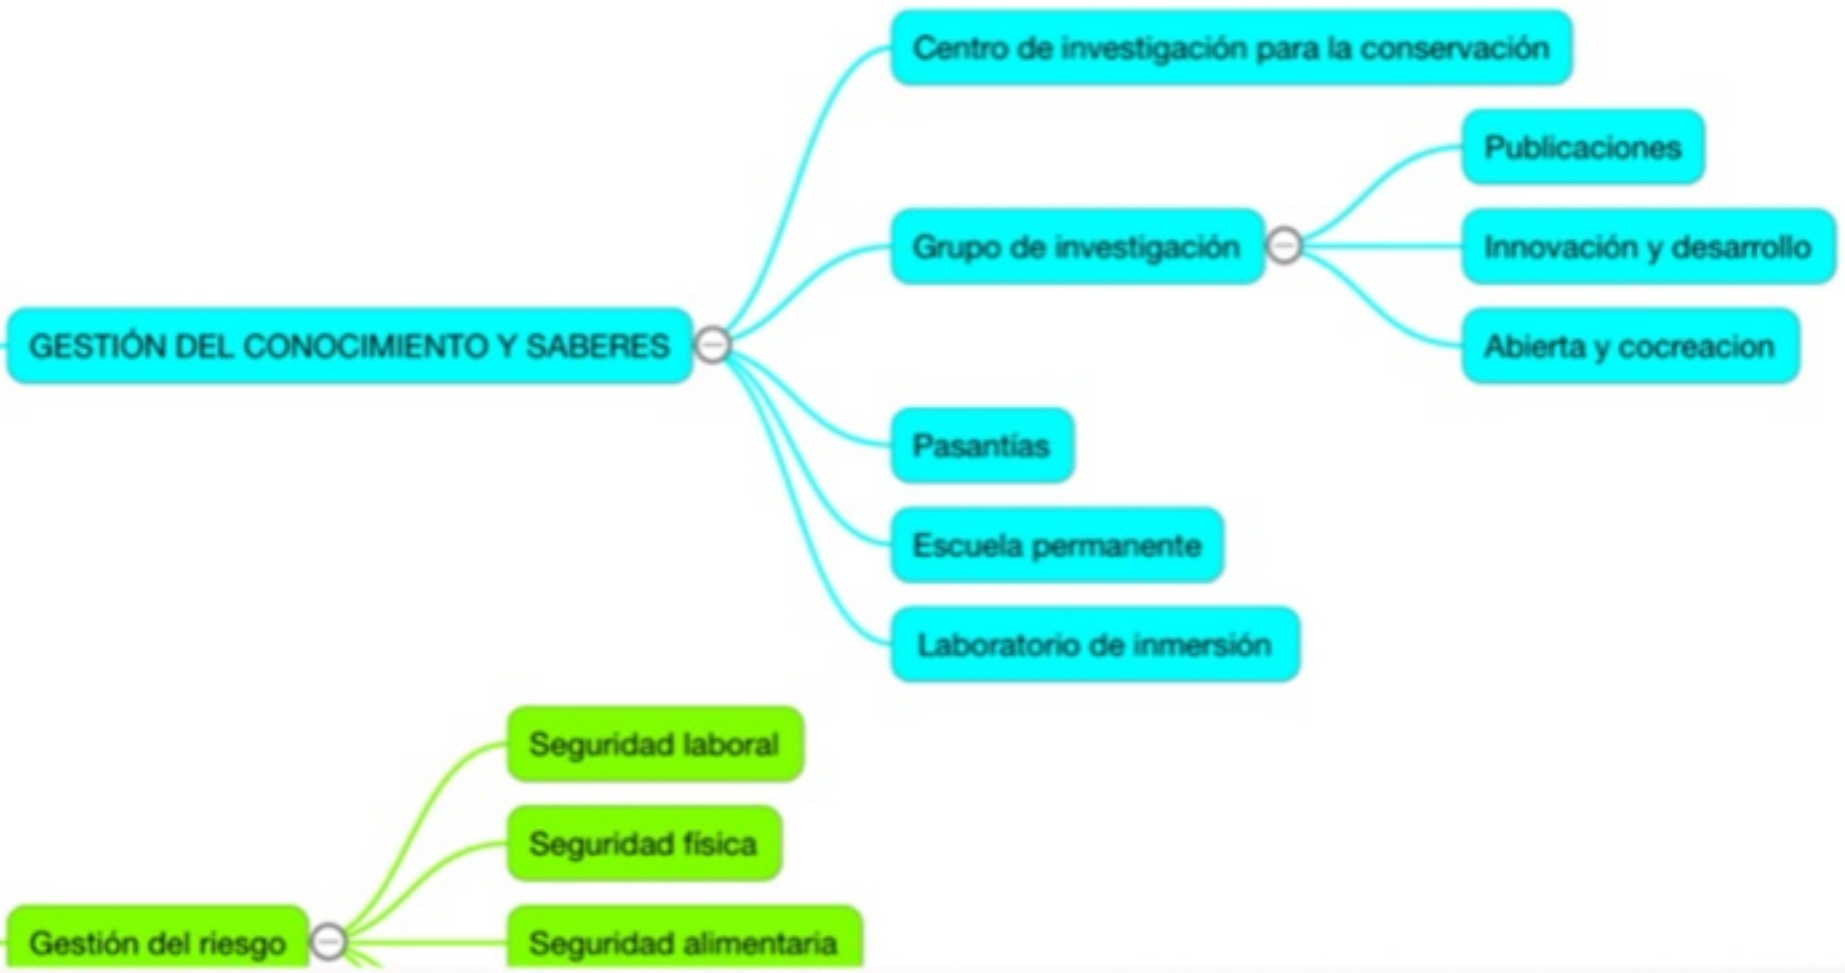 Centro de investigación para la conservación
Publicaciones
Grupo de investigación
Innovación y desarrollo
GESTIÓN DEL CONOCIMIENTO Y SABERES
Abierta y cocreacion
Pasantías
Escuela permanente
Laboratorio de inmersión
Seguridad laboral
Seguridad física
Gestión del riesgo
Seguridad alimentaria